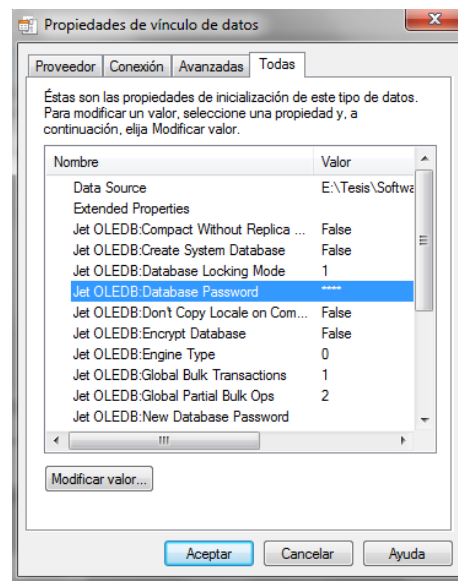 Propiedades de vínculo de datos
Proveedor Conexión Avanzadas Todas
Éstas son las propiedades de inicialización de este tipo de datos.
Para modificar un valor, seleccione una propiedad y, a
continuación, elija Modificar valor.
Nombre Valor
Data Source E:\Tesis\Softwa
Extended Properties
Jet OLEDB:Compact Without Replica ... False
Jet OLEDB:Create System Database False
Jet OLEDB:Database Locking Mode 1
Jet OLEDB:Database Password ****
Jet OLEDB:Don't Copy Locale on Com... False
Jet OLEDB:Encrypt Database False
Jet OLEDB:Engine Type 0
Jet OLEDB:Global Bulk Transactions 1
Jet OLEDB:Global Partial Bulk Ops 2
Jet OLEDB:New Database Password
Modificar valor...
Aceptar Cancelar Ayuda